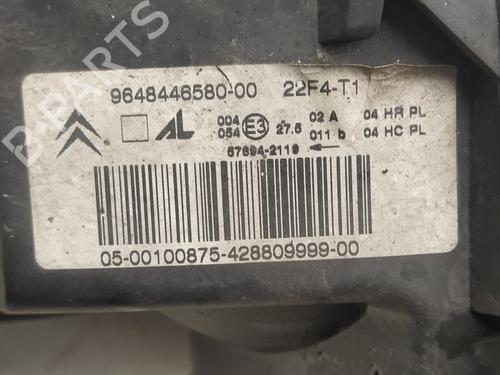 B-PARTS
9648446580-00 22F4-T1
AL 004 054 E3 27.5 02 A 011 b 04 HR PL 04 HC PL
67694-2119
05-00100875-428809999-00